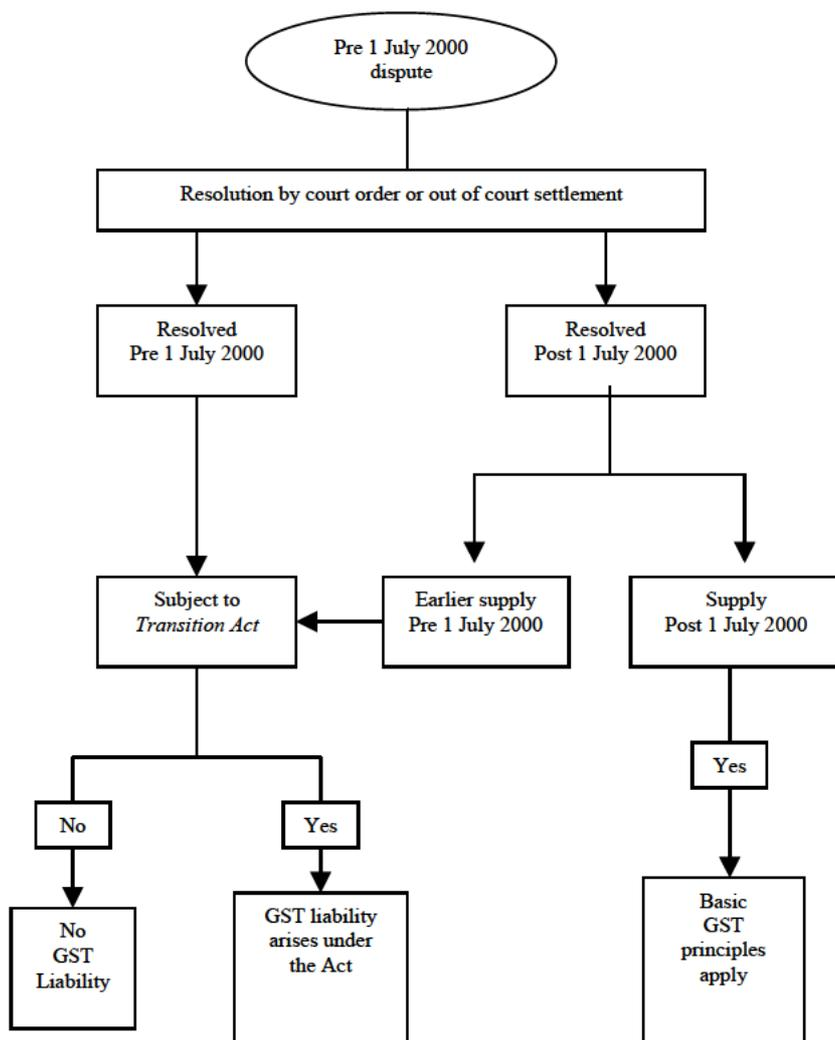 Pre 1 July 2000
dispute
Resolution by court order or out of court settlement
Resolved
Pre 1 July 2000
Resolved
Post 1 July 2000
Subject to
Transition Act
Earlier supply
Pre 1 July 2000
Supply
Post 1 July 2000
Yes
No
Yes
No
GST
Liability
GST liability
arises under
the Act
Basic
GST
principles
apply